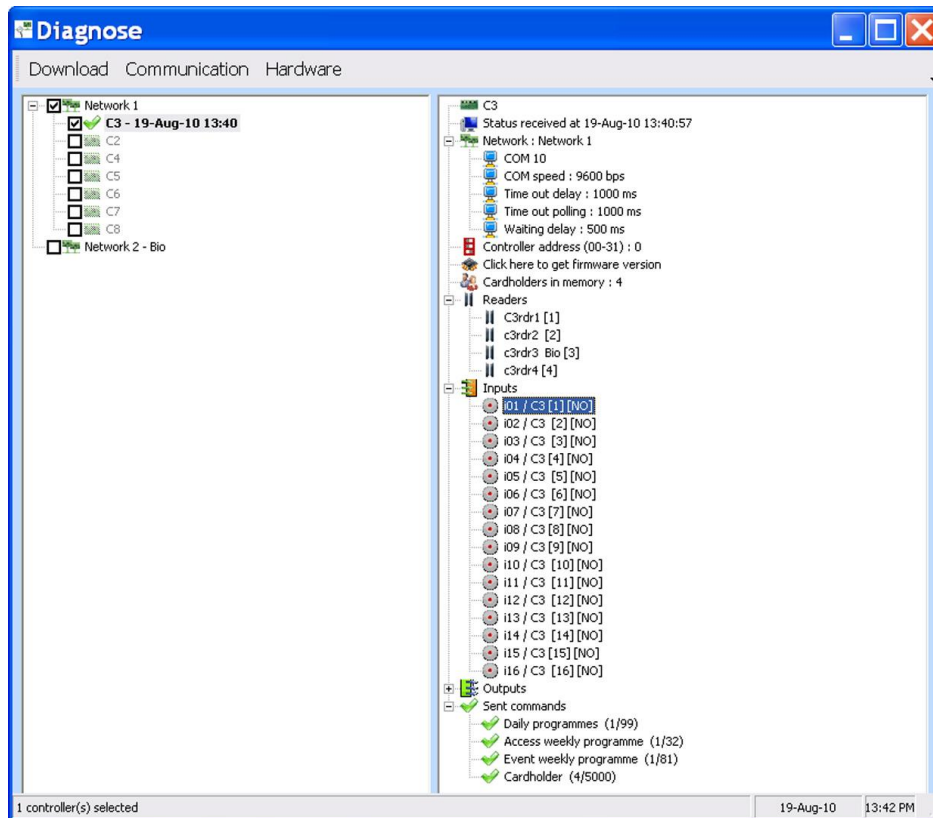 Diagnose
Download Communication Hardware
Network 1
C3 - 19-Aug-10 13:40
C2
C4
C5
C6
C7
C8
Network 2 - Bio
C3
Status received at 19-Aug-10 13:40:57
Network : Network 1
COM 10
COM speed : 9600 bps
Time out delay : 1000 ms
Time out polling : 1000 ms
Waiting delay : 500 ms
Controller address (00-31) : 0
Click here to get firmware version
Cardholders in memory : 4
Readers
C3rdr1 [1]
c3rdr2 [2]
c3rdr3 Bio [3]
c3rdr4 [4]
Inputs
i01 / C3 [1] [NO]
i02 / C3 [2] [NO]
i03 / C3 [3] [NO]
i04 / C3 [4] [NO]
i05 / C3 [5] [NO]
i06 / C3 [6] [NO]
i07 / C3 [7] [NO]
i08 / C3 [8] [NO]
i09 / C3 [9] [NO]
i10 / C3 [10] [NO]
i11 / C3 [11] [NO]
i12 / C3 [12] [NO]
i13 / C3 [13] [NO]
i14 / C3 [14] [NO]
i15 / C3 [15] [NO]
i16 / C3 [16] [NO]
Outputs
Sent commands
Daily programmes (1/99)
Access weekly programme (1/32)
Event weekly programme (1/81)
Cardholder (4/5000)
1 controller(s) selected
19-Aug-10 13:42 PM